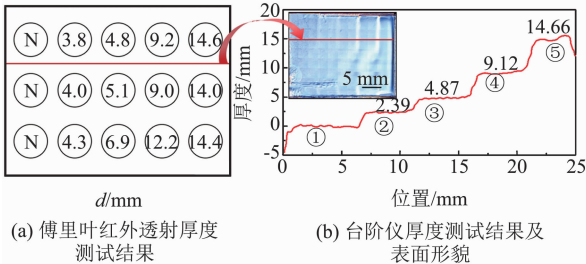 N 3.8 4.8 9.2 14.6
N 4.0 5.1 9.0 14.0
N 4.3 6.9 12.2 14.4
d/mm
(a) 傅里叶红外透射厚度
测试结果
厚度/mm
20
15
10
5
0
-5
5 mm
① 
② 2.39
③ 4.87
④ 9.12
⑤ 14.66
0 5 10 15 20 25
位置/mm
(b) 台阶仪厚度测试结果及
表面形貌